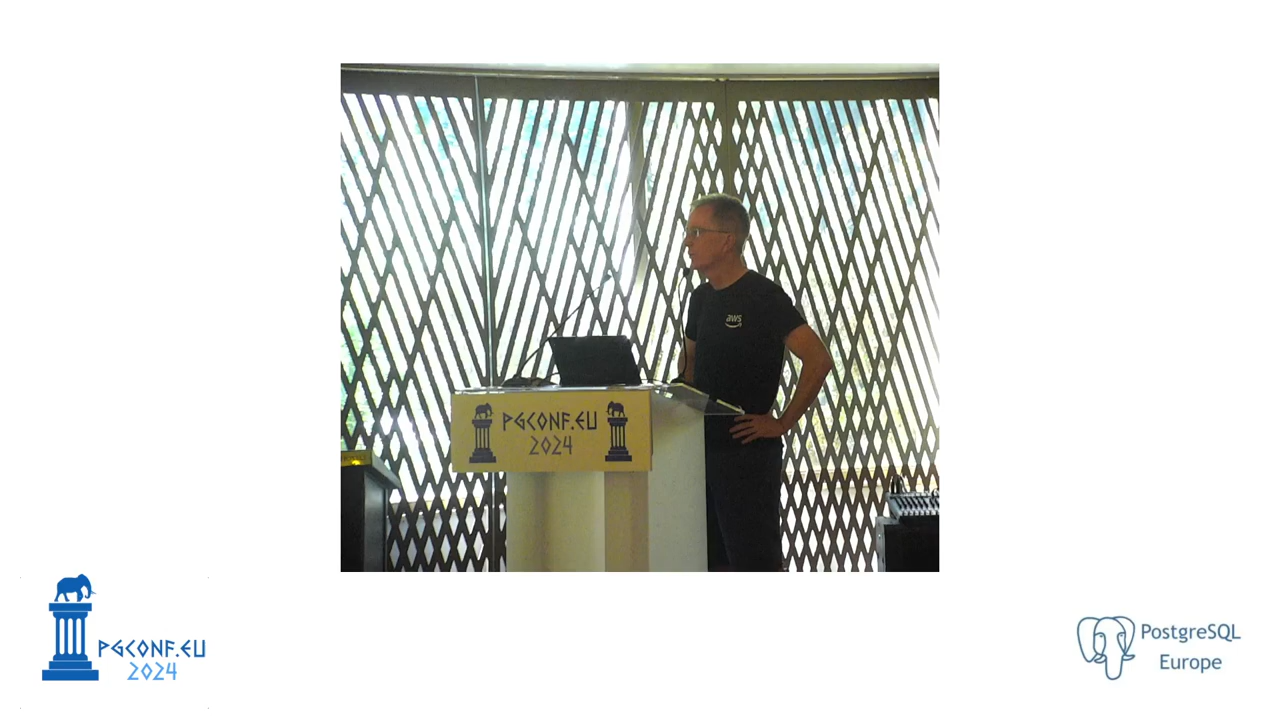 aws
PGCONF.EU
2024
PGCONF.EU
2024
PostgreSQL
Europe